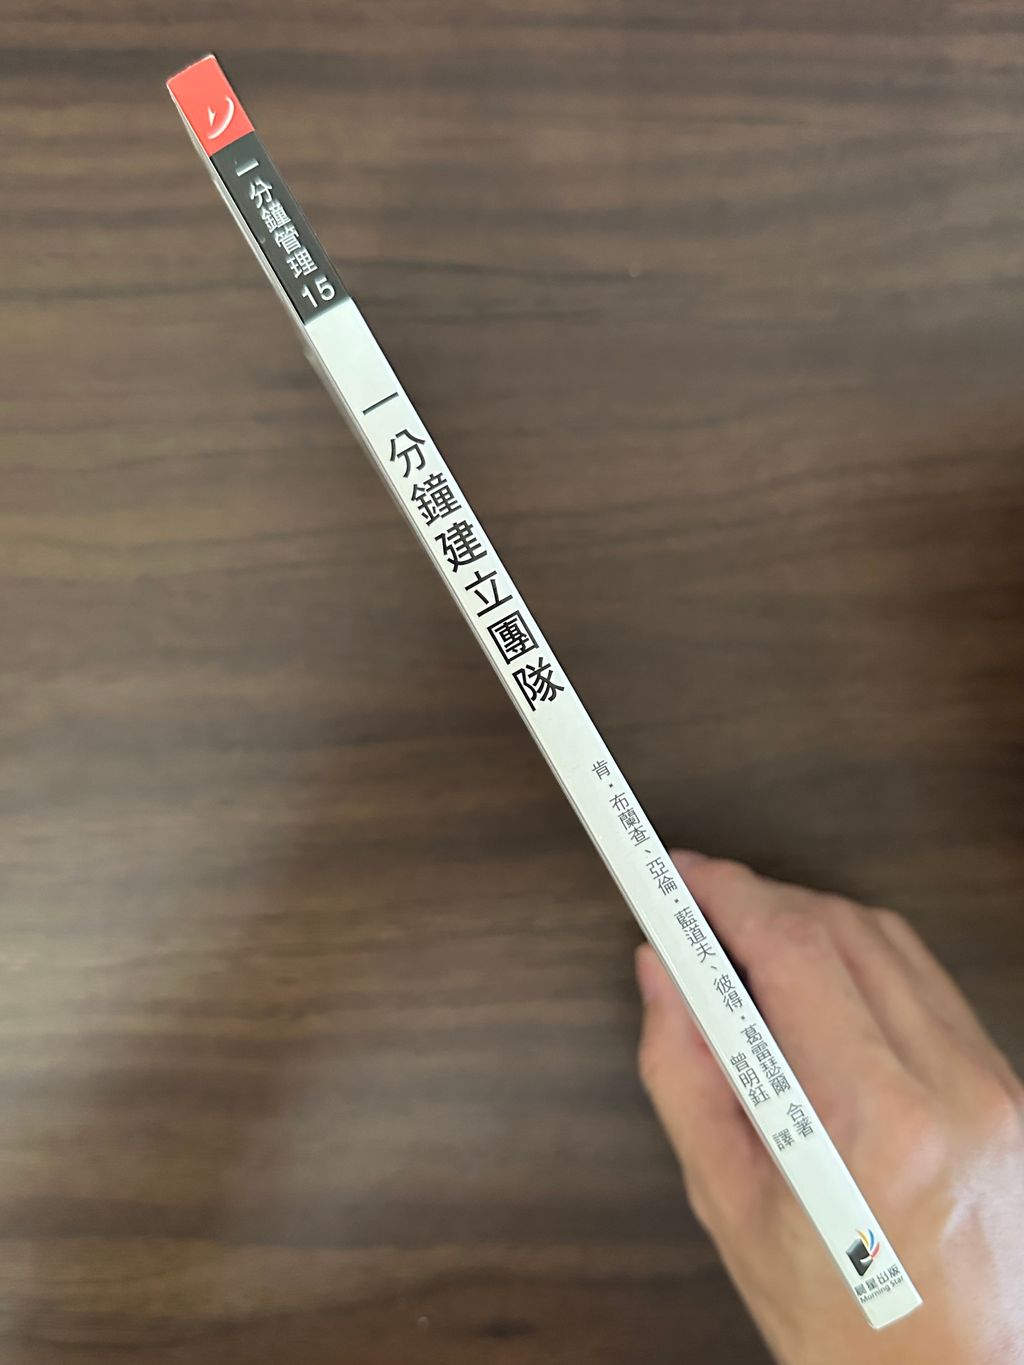 一分鐘管理 15
一分鐘建立團隊
肯・布蘭查、亞倫・藍道夫、彼得・葛雷瑟爾 合著
曾明鈺 譯
晨星出版
Morning Star